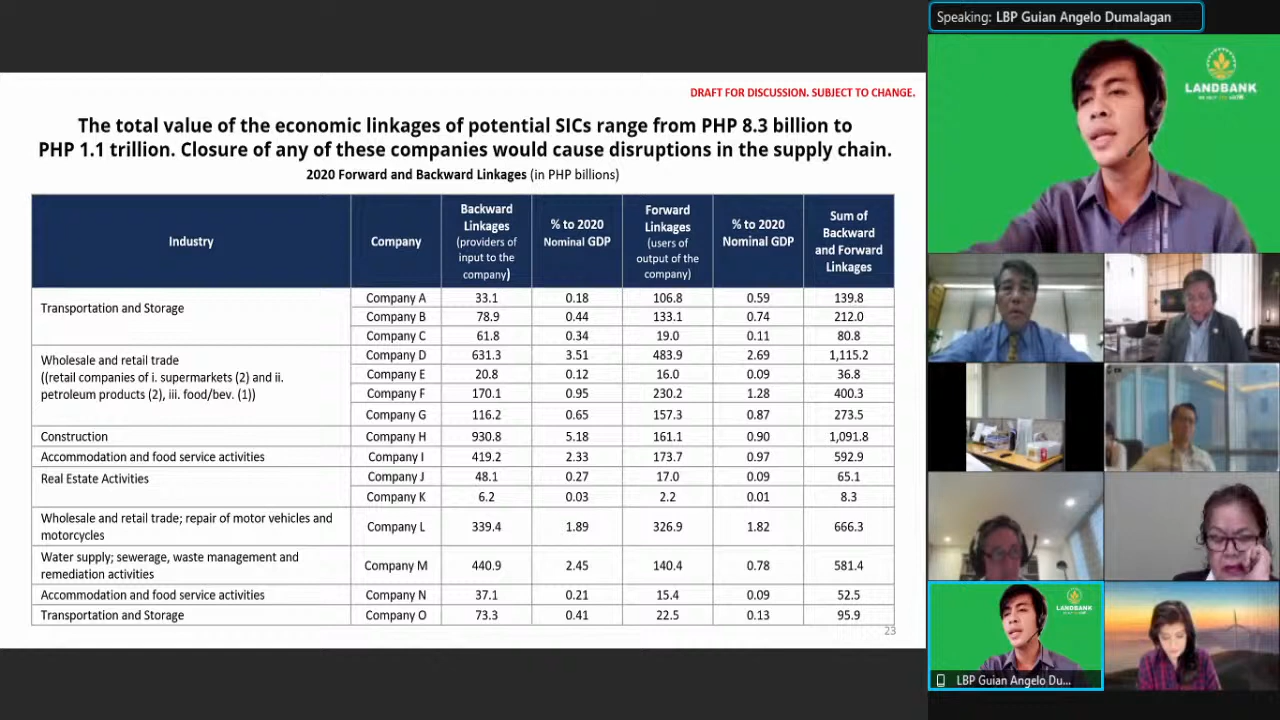 Speaking: LBP Guian Angelo Dumalagan
LANDBANK
DRAFT FOR DISCUSSION. SUBJECT TO CHANGE.
The total value of the economic linkages of potential SICs range from PHP 8.3 billion to
PHP 1.1 trillion. Closure of any of these companies would cause disruptions in the supply chain.
2020 Forward and Backward Linkages (in PHP billions)
Industry
Company
Backward
Linkages
(providers of
input to the
company)
% to 2020
Nominal GDP
Forward
Linkages
(users of
output of the
company)
% to 2020
Nominal GDP
Sum of
Backward
and Forward
Linkages
Transportation and Storage
Company A 33.1 0.18 106.8 0.59 139.8
Company B 78.9 0.44 133.1 0.74 212.0
Company C 61.8 0.34 19.0 0.11 80.8
Wholesale and retail trade
((retail companies of i. supermarkets (2) and ii.
petroleum products (2), iii. food/bev. (1))
Company D 631.3 3.51 483.9 2.69 1,115.2
Company E 20.8 0.12 16.0 0.09 36.8
Company F 170.1 0.95 230.2 1.28 400.3
Company G 116.2 0.65 157.3 0.87 273.5
Construction Company H 930.8 5.18 161.1 0.90 1,091.8
Accommodation and food service activities Company I 419.2 2.33 173.7 0.97 592.9
Real Estate Activities Company J 48.1 0.27 17.0 0.09 65.1
Company K 6.2 0.03 2.2 0.01 8.3
Wholesale and retail trade; repair of motor vehicles and
motorcycles
Company L 339.4 1.89 326.9 1.82 666.3
Water supply; sewerage, waste management and
remediation activities
Company M 440.9 2.45 140.4 0.78 581.4
Accommodation and food service activities Company N 37.1 0.21 15.4 0.09 52.5
Transportation and Storage Company O 73.3 0.41 22.5 0.13 95.9
23
LANDBANK
LBP Guian Angelo Du...